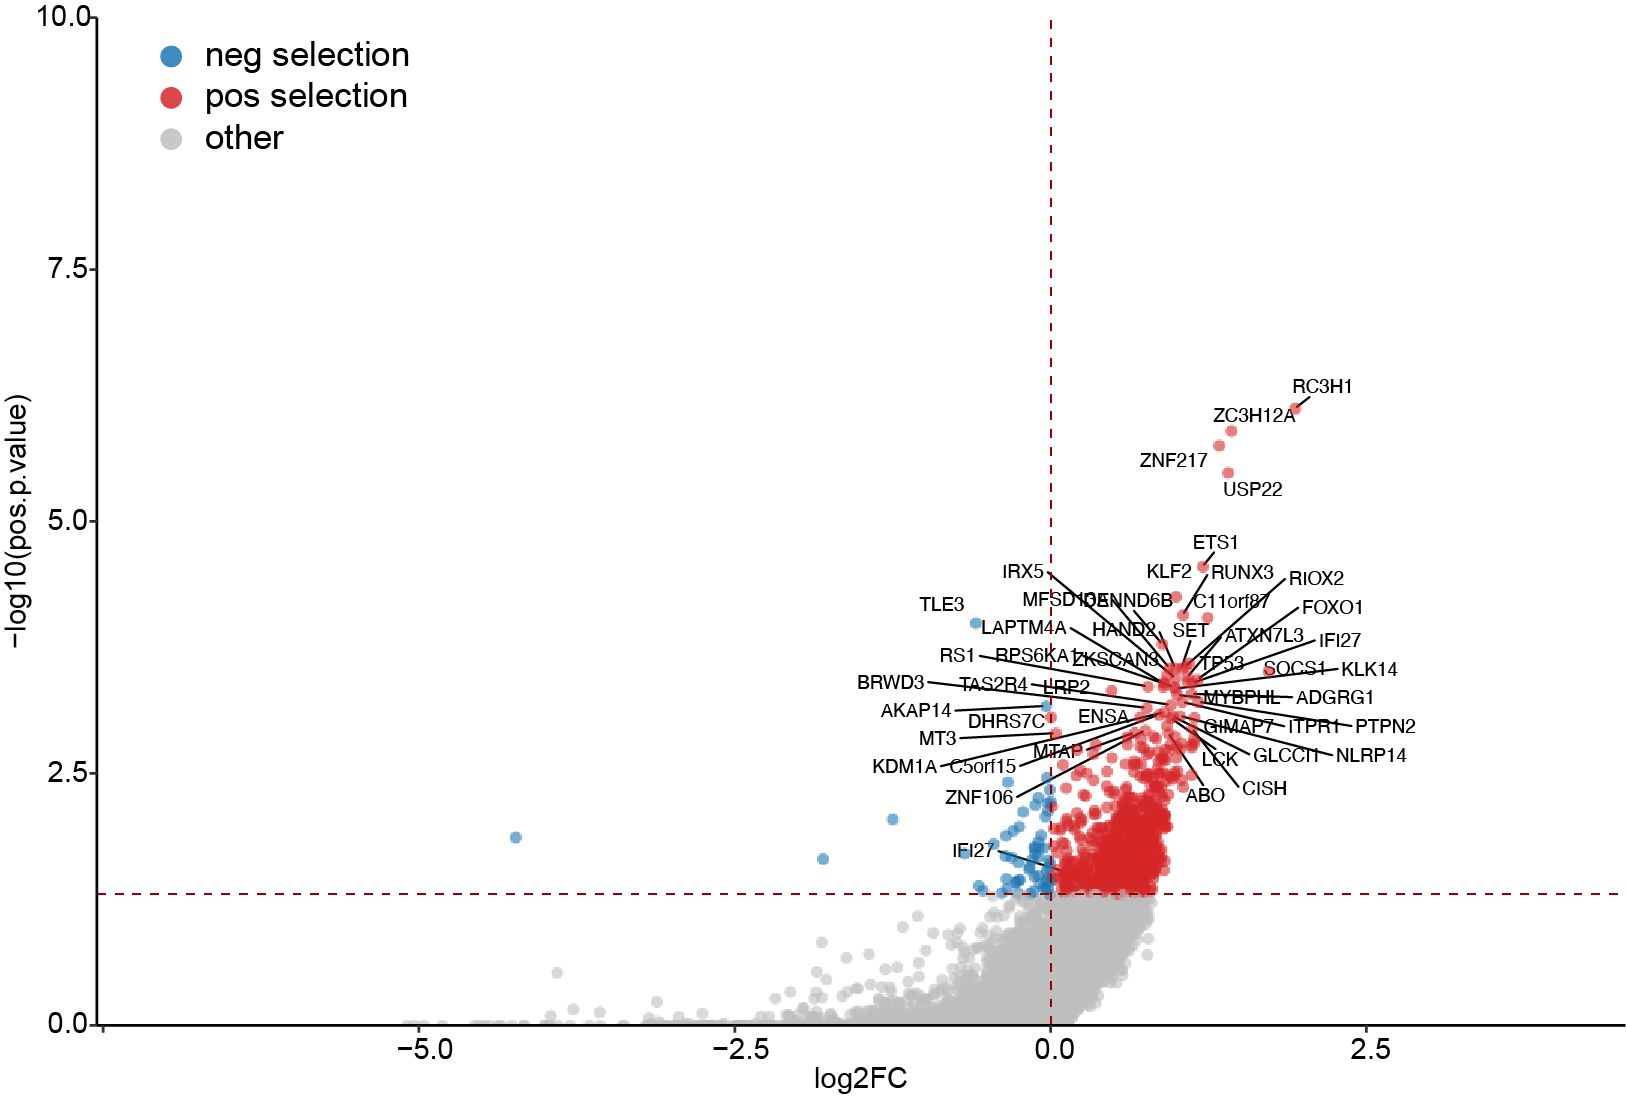 10.0
neg selection
pos selection
other
7.5
RC3H1
ZC3H12A
ZNF217
USP22
5.0
ETS1
IRX5
KLF2
RUNX3
RIOX2
TLE3
MFSD13A
DENND6B
C11orf87
FOXO1
LAPTM4A
HAND2
SET
ATXN7L3
IFI27
RS1
RPS6KA1
ZKSCAN3
TP53
SOCS1
KLK14
BRWD3
TAS2R4
LRP2
MYBPHL
ADGRG1
AKAP14
DHRS7C
ENSA
GIMAP7
ITPR1
PTPN2
MT3
MTAP
LCK
GLCCI1
NLRP14
KDM1A
C5orf15
2.5
ZNF106
ABO
CISH
IFI27
0.0
−5.0
−2.5
0.0
2.5
log2FC
−log10(pos.p.value)